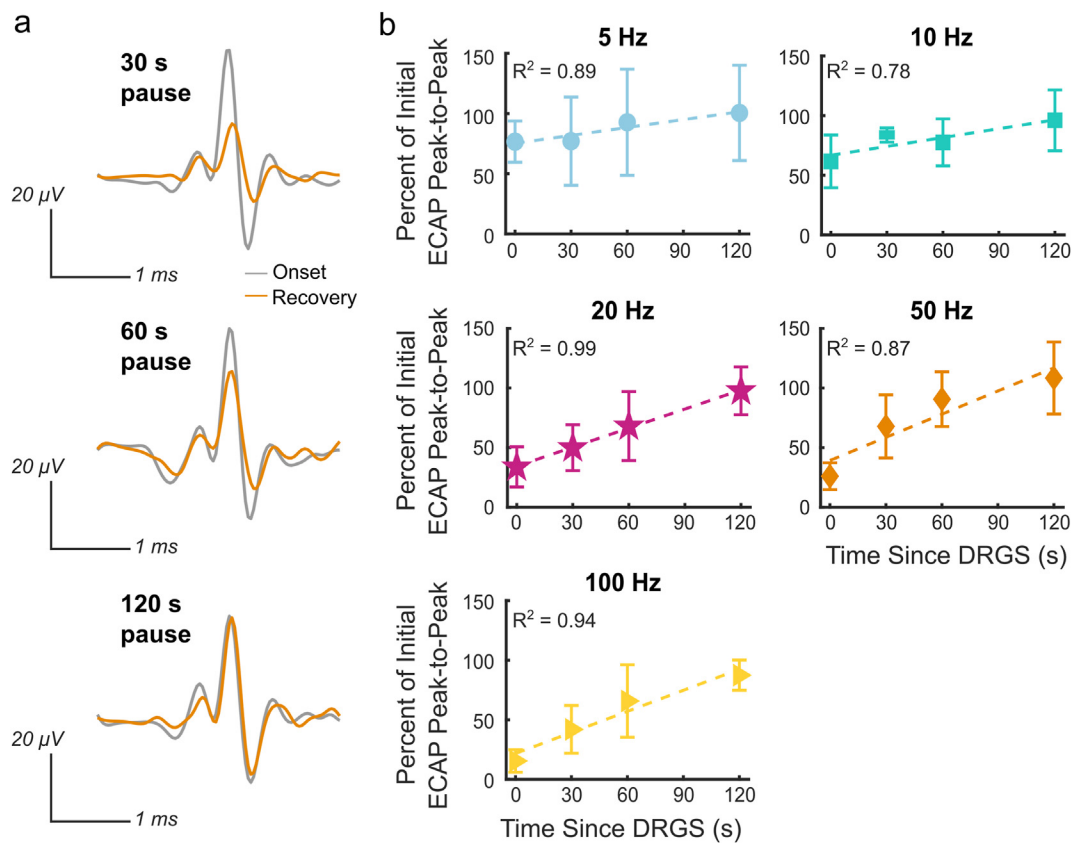 a
30 s
pause
20 µV
1 ms
Onset
Recovery
60 s
pause
20 µV
1 ms
120 s
pause
20 µV
1 ms
b
5 Hz
Percent of Initial
ECAP Peak-to-Peak
150
100
50
0
R² = 0.89
0 30 60 90 120
10 Hz
150
100
50
0
R² = 0.78
0 30 60 90 120
20 Hz
Percent of Initial
ECAP Peak-to-Peak
150
100
50
0
R² = 0.99
0 30 60 90 120
50 Hz
150
100
50
0
R² = 0.87
0 30 60 90 120
Time Since DRGS (s)
100 Hz
Percent of Initial
ECAP Peak-to-Peak
150
100
50
0
R² = 0.94
0 30 60 90 120
Time Since DRGS (s)